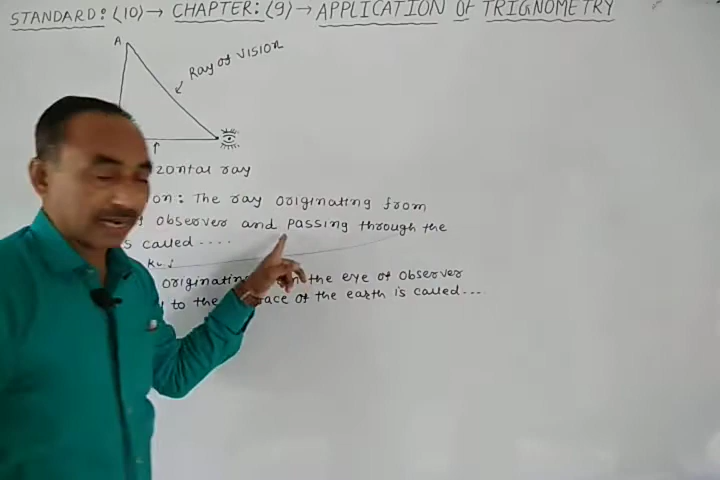 STANDARD: (10) → CHAPTER: (9) → APPLICATION OF TRIGNOMETRY
A
Ray of VISION
zontal ray
on: The ray originating from
observer and passing through the
s called....
originating the eye of observer
to the face of the earth is called....